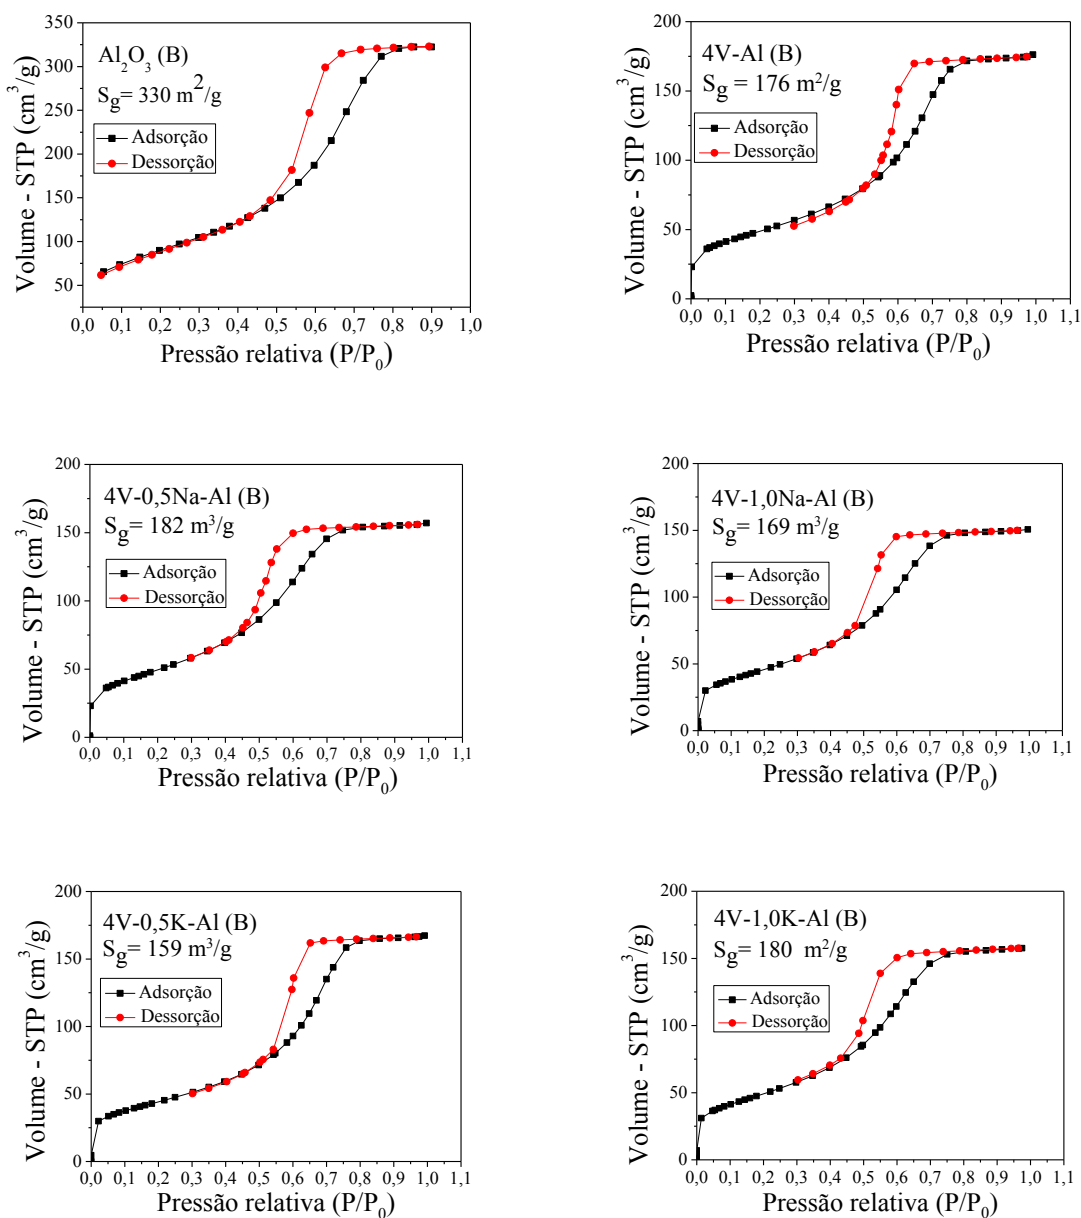 Al₂O₃ (B)
Sg= 330 m²/g
Adsorção
Dessorção
Volume - STP (cm³/g)
350
300
250
200
150
100
50
0,0 0,1 0,2 0,3 0,4 0,5 0,6 0,7 0,8 0,9 1,0
Pressão relativa (P/P₀)
4V-Al (B)
Sg = 176 m²/g
Adsorção
Dessorção
Volume - STP (cm³/g)
200
150
100
50
0
0,0 0,1 0,2 0,3 0,4 0,5 0,6 0,7 0,8 0,9 1,0 1,1
Pressão relativa (P/P₀)
4V-0,5Na-Al (B)
Sg= 182 m³/g
Adsorção
Dessorção
Volume - STP (cm³/g)
200
150
100
50
0
0,0 0,1 0,2 0,3 0,4 0,5 0,6 0,7 0,8 0,9 1,0 1,1
Pressão relativa (P/P₀)
4V-1,0Na-Al (B)
Sg= 169 m³/g
Adsorção
Dessorção
Volume - STP (cm³/g)
200
150
100
50
0
0,0 0,1 0,2 0,3 0,4 0,5 0,6 0,7 0,8 0,9 1,0 1,1
Pressão relativa (P/P₀)
4V-0,5K-Al (B)
Sg= 159 m³/g
Adsorção
Dessorção
Volume - STP (cm³/g)
200
150
100
50
0
0,0 0,1 0,2 0,3 0,4 0,5 0,6 0,7 0,8 0,9 1,0 1,1
Pressão relativa (P/P₀)
4V-1,0K-Al (B)
Sg= 180 m²/g
Adsorção
Dessorção
Volume - STP (cm³/g)
200
150
100
50
0
0,0 0,1 0,2 0,3 0,4 0,5 0,6 0,7 0,8 0,9 1,0 1,1
Pressão relativa (P/P₀)